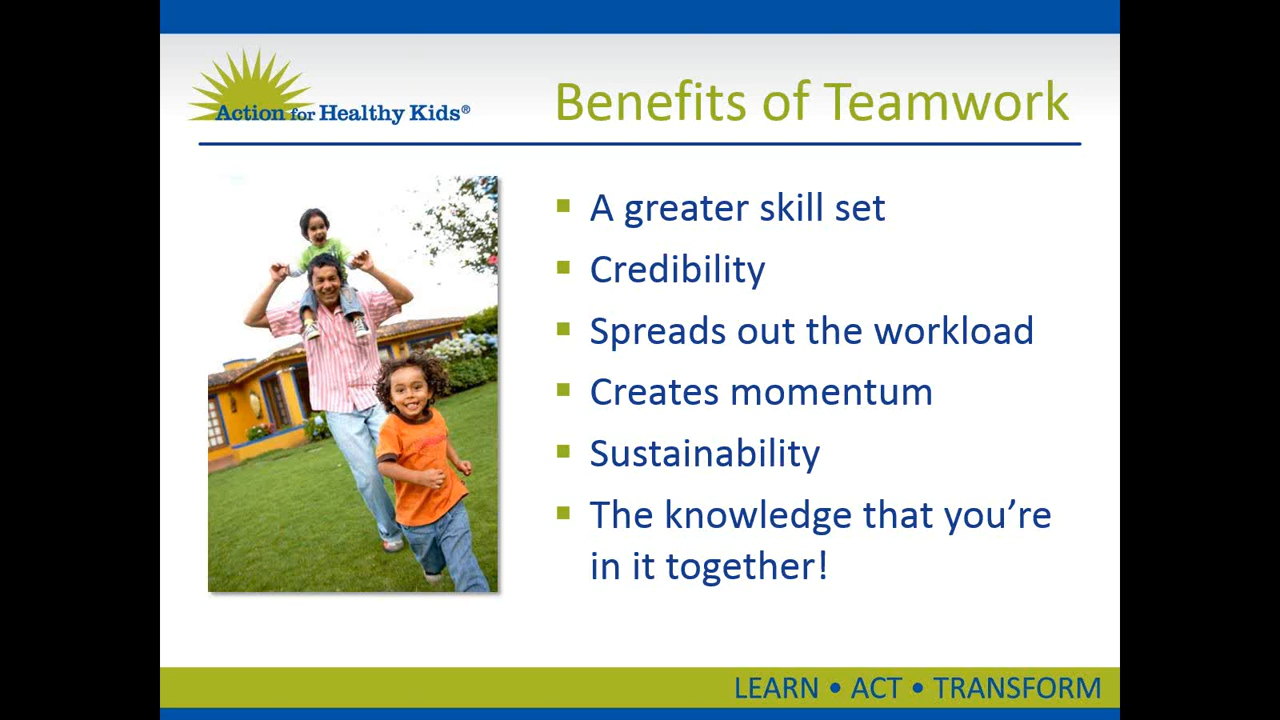 Action for Healthy Kids®
Benefits of Teamwork
A greater skill set
Credibility
Spreads out the workload
Creates momentum
Sustainability
The knowledge that you’re
in it together!
LEARN • ACT • TRANSFORM